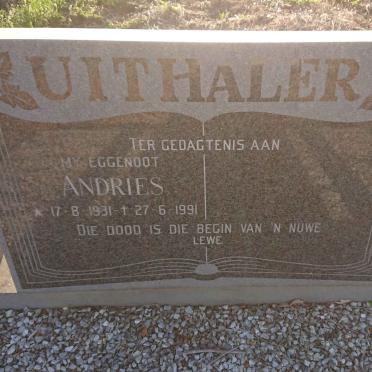 UITHALER
TER GEDAGTENIS AAN
MY EGGENOOT
ANDRIES
* 17-8-1931 - † 27-6-1991
DIE DOOD IS DIE BEGIN VAN 'N NUWE
LEWE